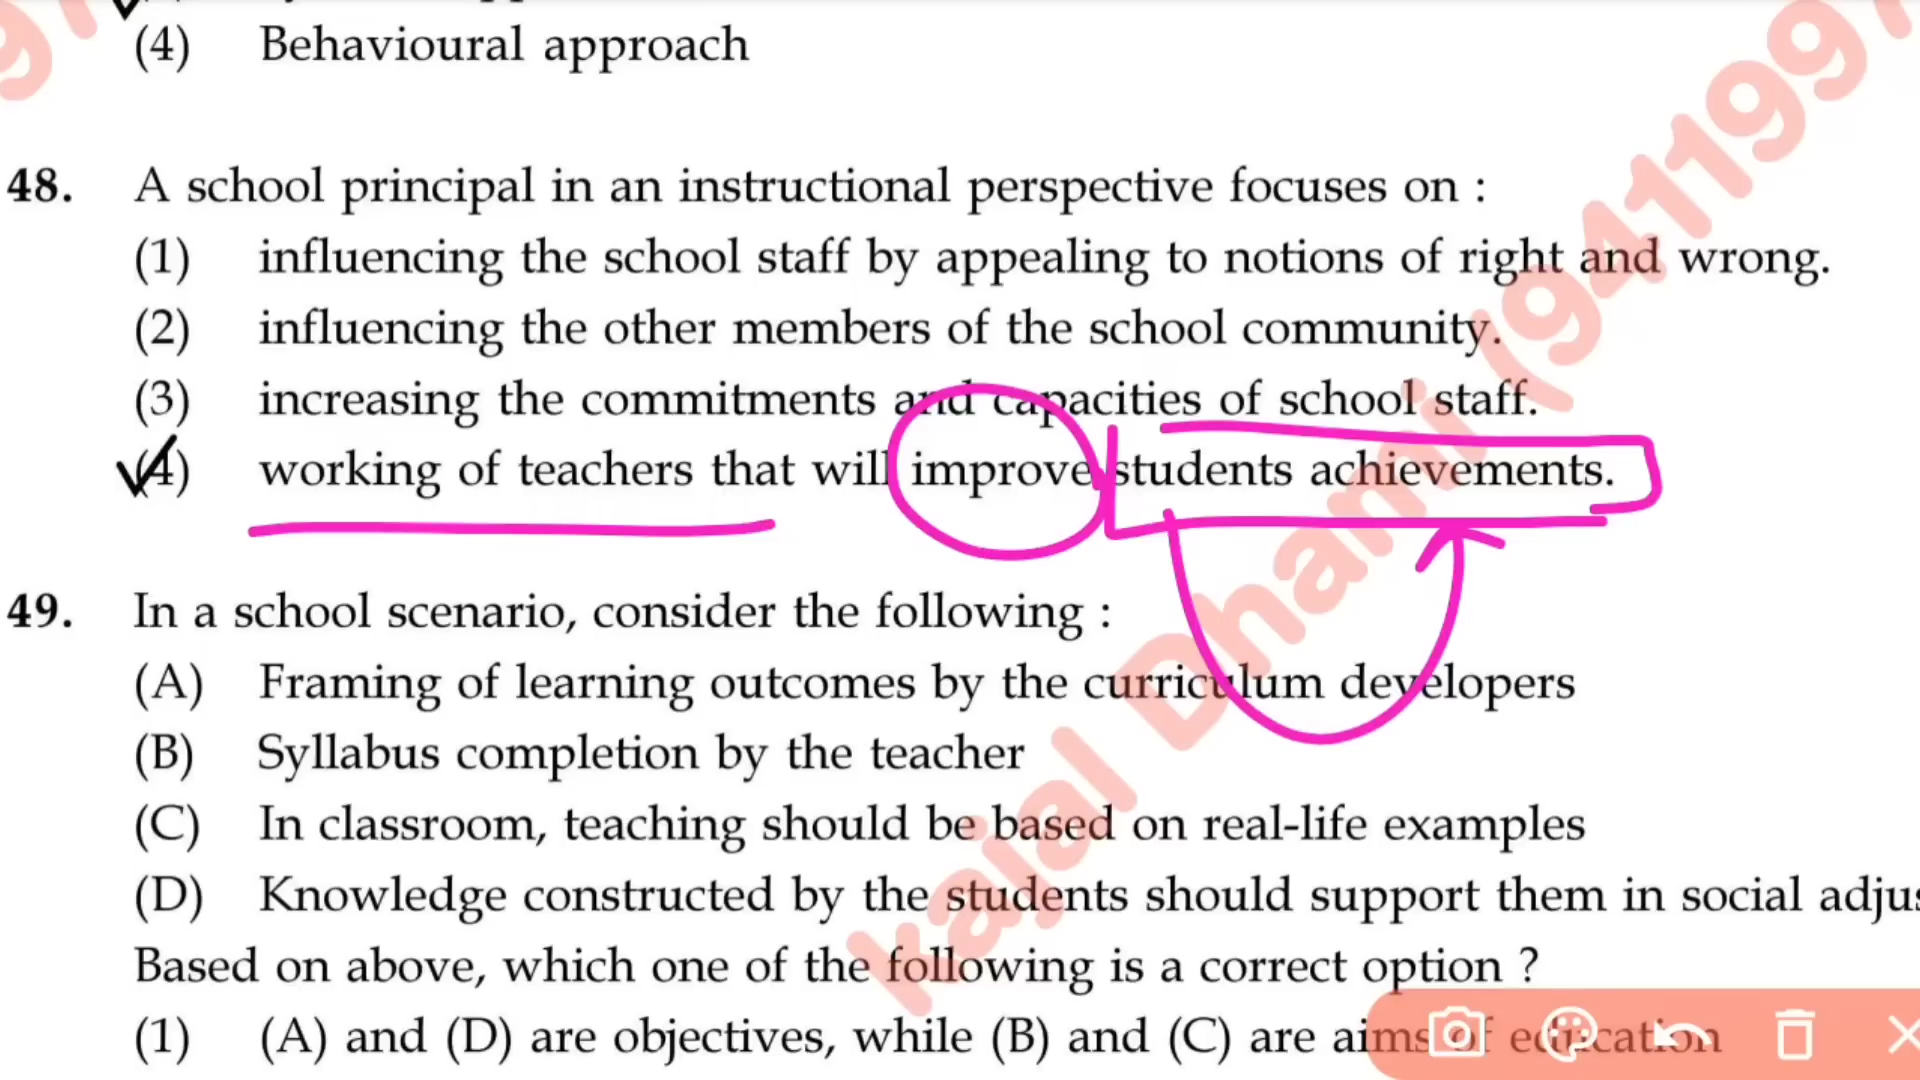 (4) Behavioural approach
48. A school principal in an instructional perspective focuses on :
(1) influencing the school staff by appealing to notions of right and wrong.
(2) influencing the other members of the school community.
(3) increasing the commitments and capacities of school staff.
(4) working of teachers that will improve students achievements.
49. In a school scenario, consider the following :
(A) Framing of learning outcomes by the curriculum developers
(B) Syllabus completion by the teacher
(C) In classroom, teaching should be based on real-life examples
(D) Knowledge constructed by the students should support them in social adjus
Based on above, which one of the following is a correct option ?
(1) (A) and (D) are objectives, while (B) and (C) are aims of education
kajal Dhami (9411997